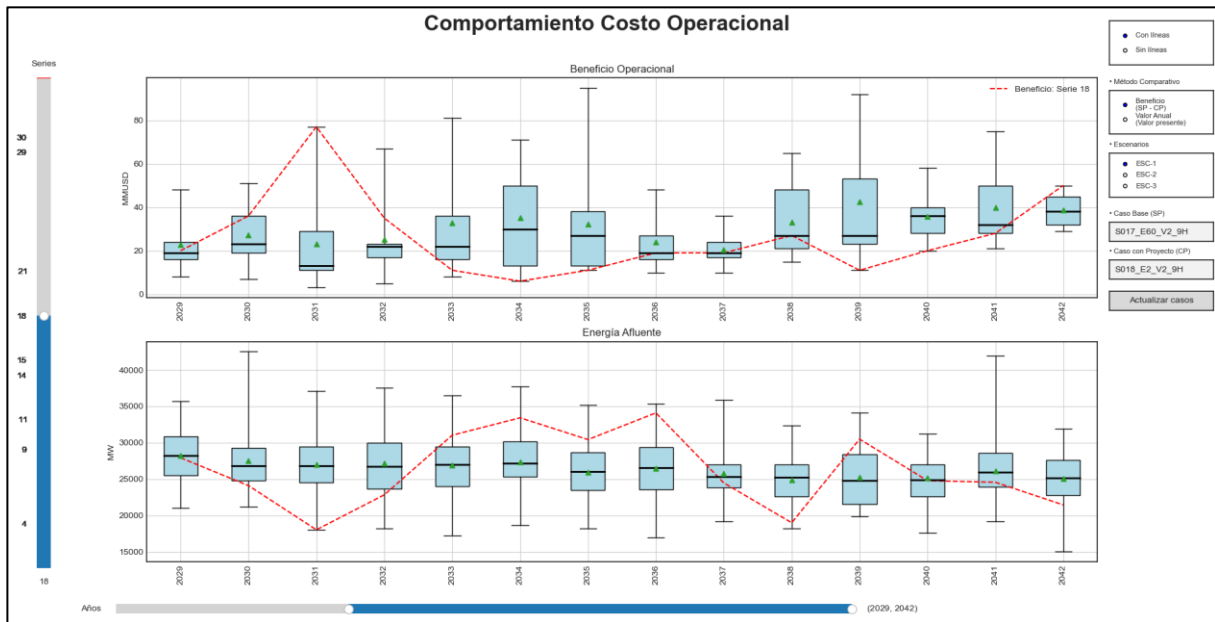 Comportamiento Costo Operacional
Series
30
29
21
18
15
14
11
9
4
18
Beneficio Operacional
Beneficio: Serie 18
MMUSD
80
60
40
20
0
2029
2030
2031
2032
2033
2034
2035
2036
2037
2038
2039
2040
2041
2042
Energía Afluente
MW
40000
35000
30000
25000
20000
15000
2029
2030
2031
2032
2033
2034
2035
2036
2037
2038
2039
2040
2041
2042
Años
(2029, 2042)
Con líneas
Sin líneas
• Método Comparativo
Beneficio
(SP - CP)
Valor Anual
(Valor presente)
• Escenarios
ESC-1
ESC-2
ESC-3
• Caso Base (SP)
S017_E60_V2_9H
• Caso con Proyecto (CP)
S018_E2_V2_9H
Actualizar casos